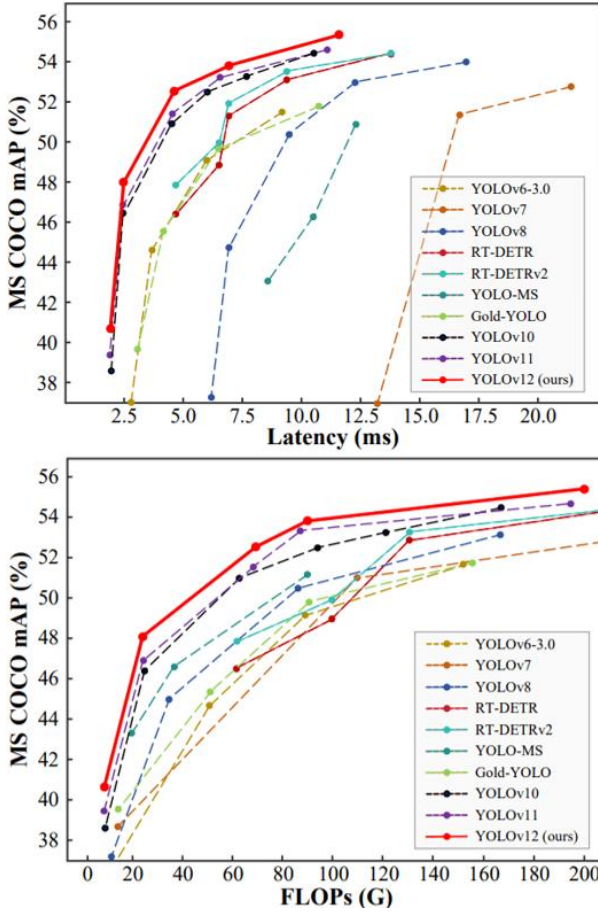 56
54
52
50
48
46
44
42
40
38
MS COCO mAP (%)
YOLOv6-3.0
YOLOv7
YOLOv8
RT-DETR
RT-DETRv2
YOLO-MS
Gold-YOLO
YOLOv10
YOLOv11
YOLOv12 (ours)
2.5 5.0 7.5 10.0 12.5 15.0 17.5 20.0
Latency (ms)
56
54
52
50
48
46
44
42
40
38
MS COCO mAP (%)
YOLOv6-3.0
YOLOv7
YOLOv8
RT-DETR
RT-DETRv2
YOLO-MS
Gold-YOLO
YOLOv10
YOLOv11
YOLOv12 (ours)
0 20 40 60 80 100 120 140 160 180 200
FLOPs (G)